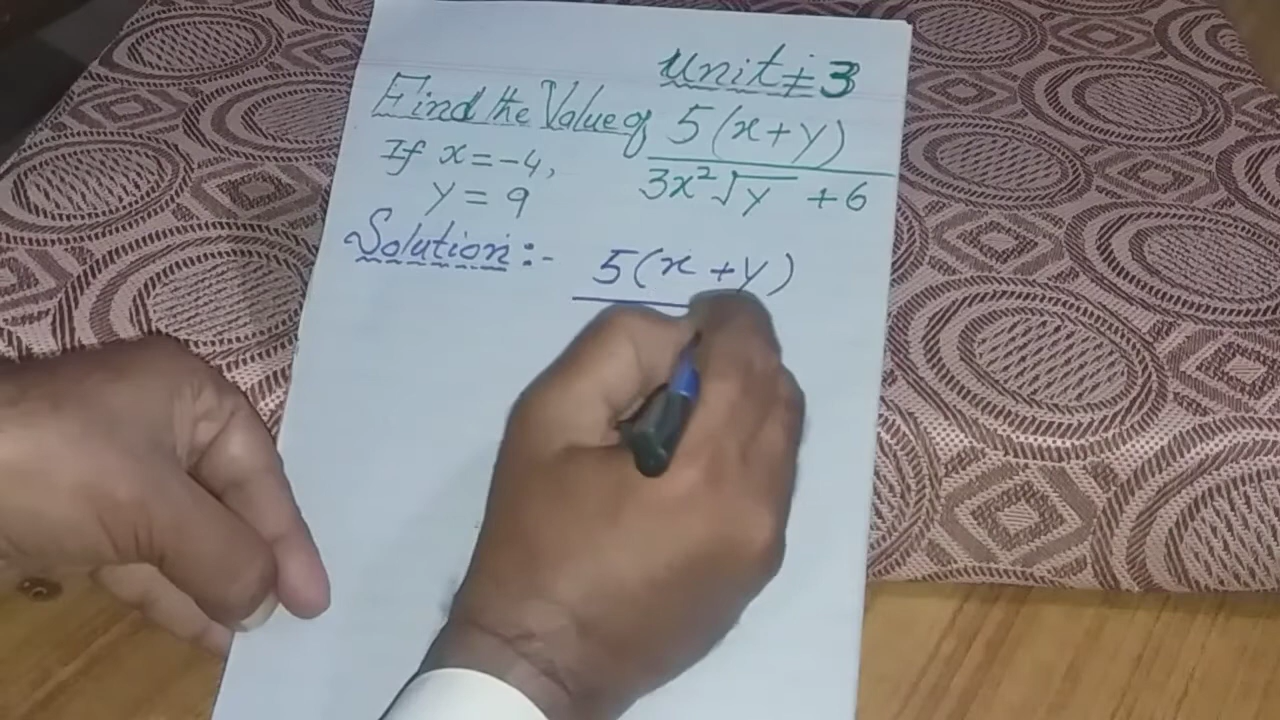 Unit # 3
Find the Value of 5(x+y)
3x²√y + 6
If x = -4,
y = 9
Solution:- 5(x+y)